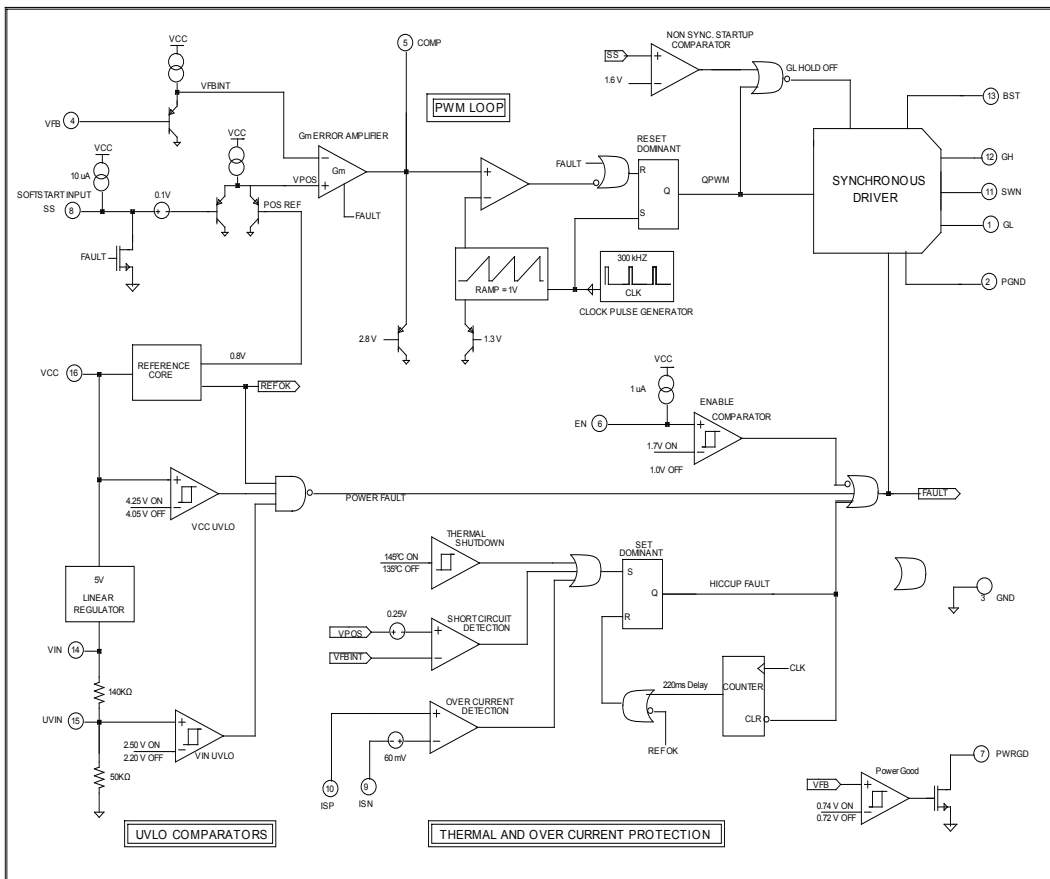 VCC
5
COMP
NON SYNC. STARTUP
COMPARATOR
SS
+
-
1.6 V
GL HOLD OFF
13
BST
VFBINT
VFB
4
PWM LOOP
Gm ERROR AMPLIFIER
VCC
-
Gm
+
VPOS
FAULT
VCC
10 uA
SOFTSTART INPUT
SS
8
0.1V
+ -
POS REF
FAULT
+
-
FAULT
RESET
DOMINANT
R
Q
S
QPWM
SYNCHRONOUS
DRIVER
12
GH
11
SWN
1
GL
2
PGND
RAMP = 1V
300 kHZ
CLK
CLOCK PULSE GENERATOR
2.8 V
1.3 V
VCC
16
REFERENCE
CORE
0.8V
REFOK
VCC
1 uA
EN
6
ENABLE
COMPARATOR
+
-
1.7V ON
1.0V OFF
+
-
4.25 V ON
4.05 V OFF
VCC UVLO
POWER FAULT
FAULT
5V
LINEAR
REGULATOR
THERMAL
SHUTDOWN
145ºC ON
135ºC OFF
SET
DOMINANT
S
Q
R
HICCUP FAULT
3
GND
0.25V
VPOS
+ -
+
-
VFBINT
SHORT CIRCUIT
DETECTION
VIN
14
140KΩ
UVIN
15
+
-
2.50 V ON
2.20 V OFF
VIN UVLO
50KΩ
OVER CURRENT
DETECTION
+
-
- +
60 mV
10
ISP
9
ISN
220ms Delay
COUNTER
CLK
CLR
REFOK
7
PWRGD
Power Good
VFB
+
-
0.74 V ON
0.72 V OFF
UVLO COMPARATORS
THERMAL AND OVER CURRENT PROTECTION